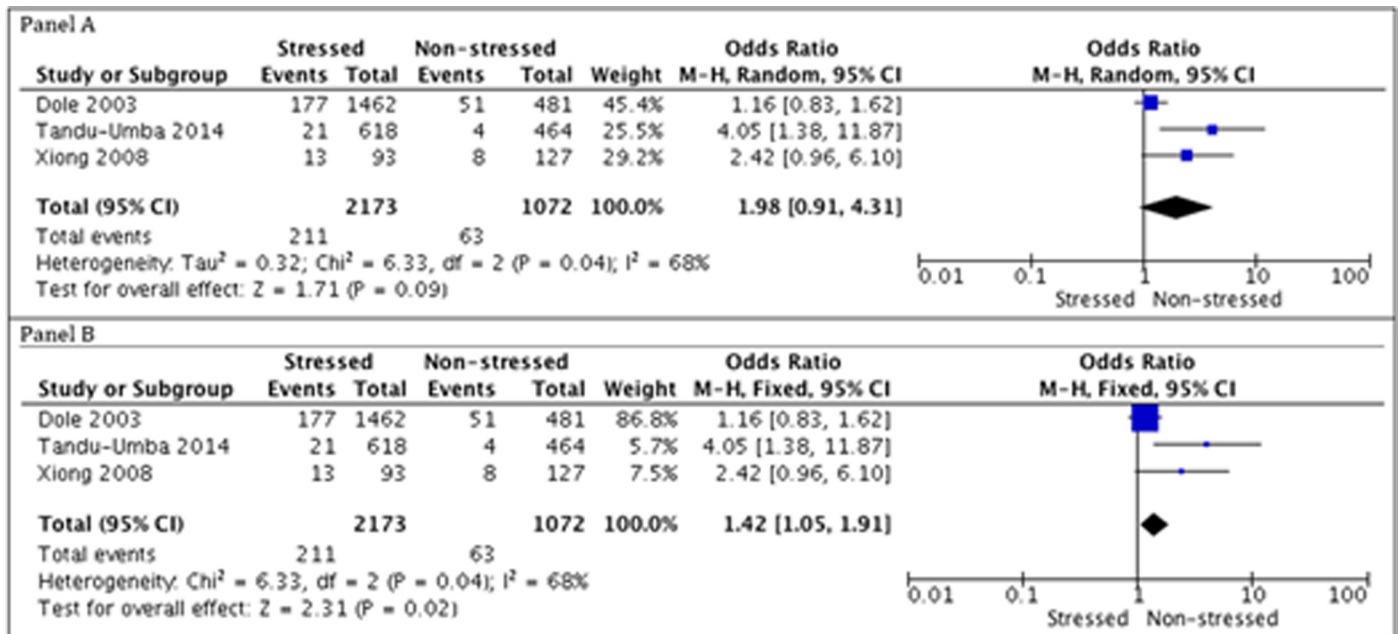 Panel A
Stressed Non-stressed Odds Ratio Odds Ratio
Study or Subgroup Events Total Events Total Weight M-H, Random, 95% CI M-H, Random, 95% CI
Dole 2003 177 1462 51 481 45.4% 1.16 [0.83, 1.62]
Tandu-Umba 2014 21 618 4 464 25.5% 4.05 [1.38, 11.87]
Xiong 2008 13 93 8 127 29.2% 2.42 [0.96, 6.10]
Total (95% CI) 2173 1072 100.0% 1.98 [0.91, 4.31]
Total events 211 63
Heterogeneity: Tau² = 0.32; Chi² = 6.33, df = 2 (P = 0.04); I² = 68%
Test for overall effect: Z = 1.71 (P = 0.09)
0.01 0.1 1 10 100
Stressed Non-stressed
Panel B
Stressed Non-stressed Odds Ratio Odds Ratio
Study or Subgroup Events Total Events Total Weight M-H, Fixed, 95% CI M-H, Fixed, 95% CI
Dole 2003 177 1462 51 481 86.8% 1.16 [0.83, 1.62]
Tandu-Umba 2014 21 618 4 464 5.7% 4.05 [1.38, 11.87]
Xiong 2008 13 93 8 127 7.5% 2.42 [0.96, 6.10]
Total (95% CI) 2173 1072 100.0% 1.42 [1.05, 1.91]
Total events 211 63
Heterogeneity: Chi² = 6.33, df = 2 (P = 0.04); I² = 68%
Test for overall effect: Z = 2.31 (P = 0.02)
0.01 0.1 1 10 100
Stressed Non-stressed